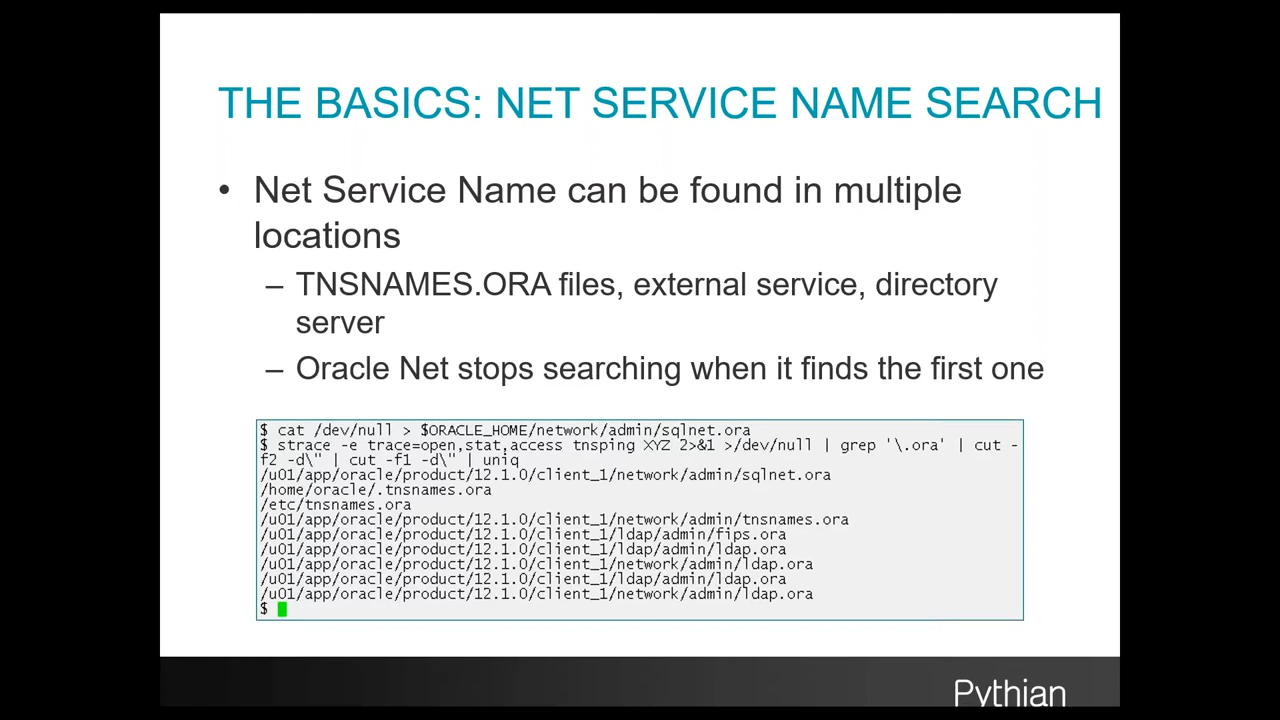 THE BASICS: NET SERVICE NAME SEARCH
• Net Service Name can be found in multiple
locations
– TNSNAMES.ORA files, external service, directory
server
– Oracle Net stops searching when it finds the first one
$ cat /dev/null > $ORACLE_HOME/network/admin/sqlnet.ora
$ strace -e trace=open,stat,access tnsping XYZ 2>&1 >/dev/null | grep '\.ora' | cut -
f2 -d\" | cut -f1 -d\" | uniq
/u01/app/oracle/product/12.1.0/client_1/network/admin/sqlnet.ora
/home/oracle/.tnsnames.ora
/etc/tnsnames.ora
/u01/app/oracle/product/12.1.0/client_1/network/admin/tnsnames.ora
/u01/app/oracle/product/12.1.0/client_1/ldap/admin/fips.ora
/u01/app/oracle/product/12.1.0/client_1/ldap/admin/ldap.ora
/u01/app/oracle/product/12.1.0/client_1/network/admin/ldap.ora
/u01/app/oracle/product/12.1.0/client_1/ldap/admin/ldap.ora
/u01/app/oracle/product/12.1.0/client_1/network/admin/ldap.ora
$
Pythian